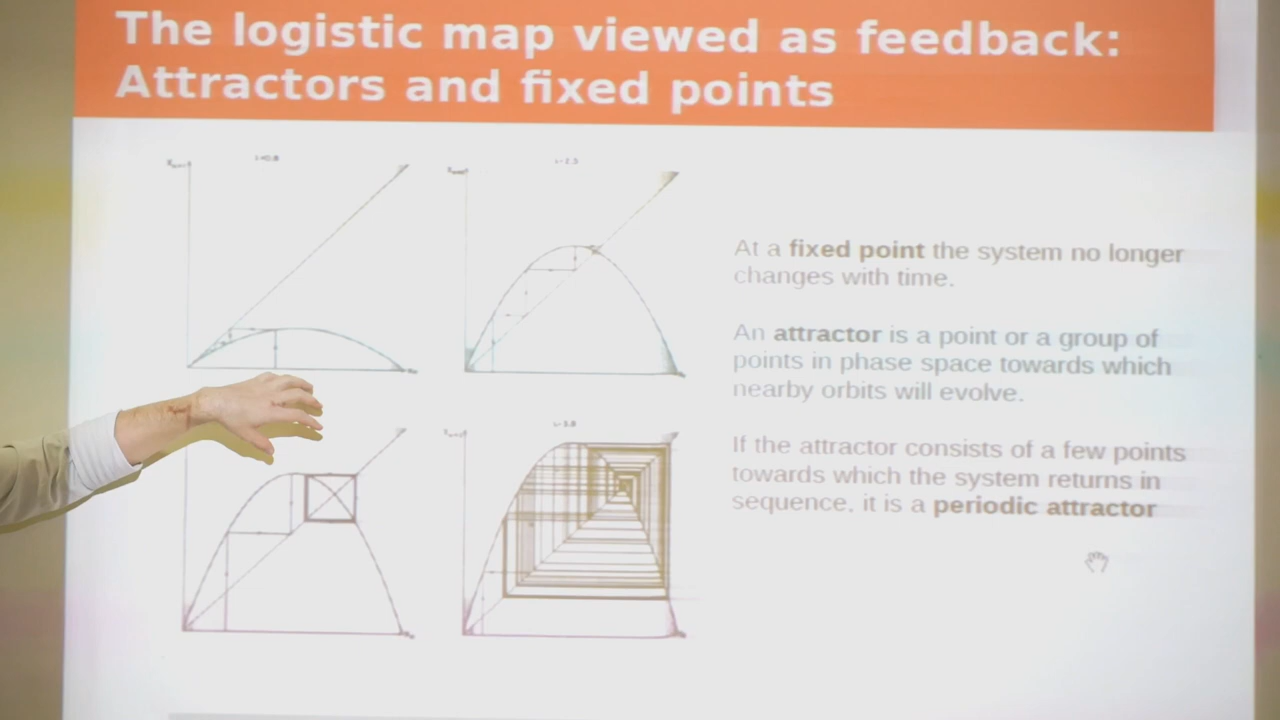 The logistic map viewed as feedback:
Attractors and fixed points
At a fixed point the system no longer
changes with time.
An attractor is a point or a group of
points in phase space towards which
nearby orbits will evolve.
If the attractor consists of a few points
towards which the system returns in
sequence, it is a periodic attractor